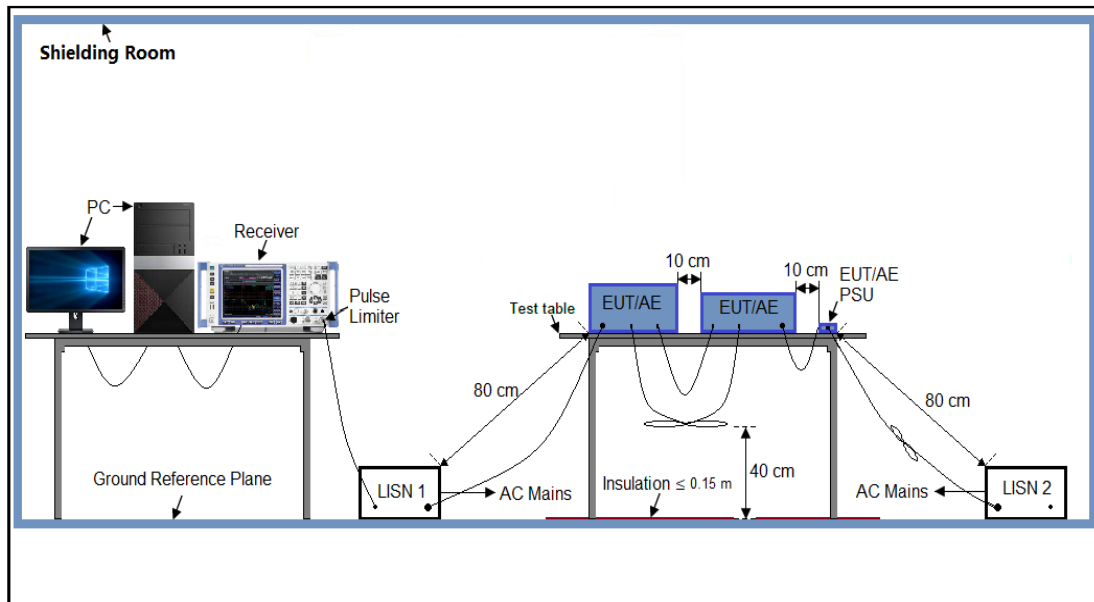 Shielding Room
PC
Receiver
Pulse
Limiter
Test table
EUT/AE
10 cm
EUT/AE
10 cm
EUT/AE
PSU
80 cm
80 cm
40 cm
Ground Reference Plane
LISN 1
AC Mains
Insulation ≤ 0.15 m
AC Mains
LISN 2